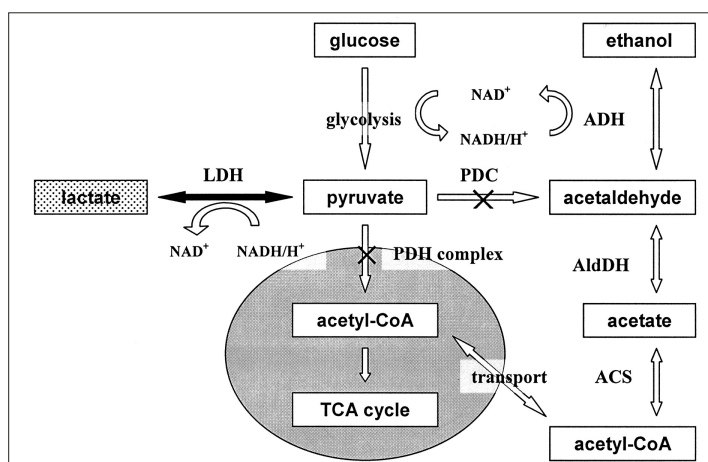 glucose
ethanol
NAD⁺
glycolysis
ADH
NADH/H⁺
LDH
PDC
lactate
pyruvate
acetaldehyde
NAD⁺
NADH/H⁺
PDH complex
AldDH
acetyl-CoA
acetate
transport
ACS
TCA cycle
acetyl-CoA